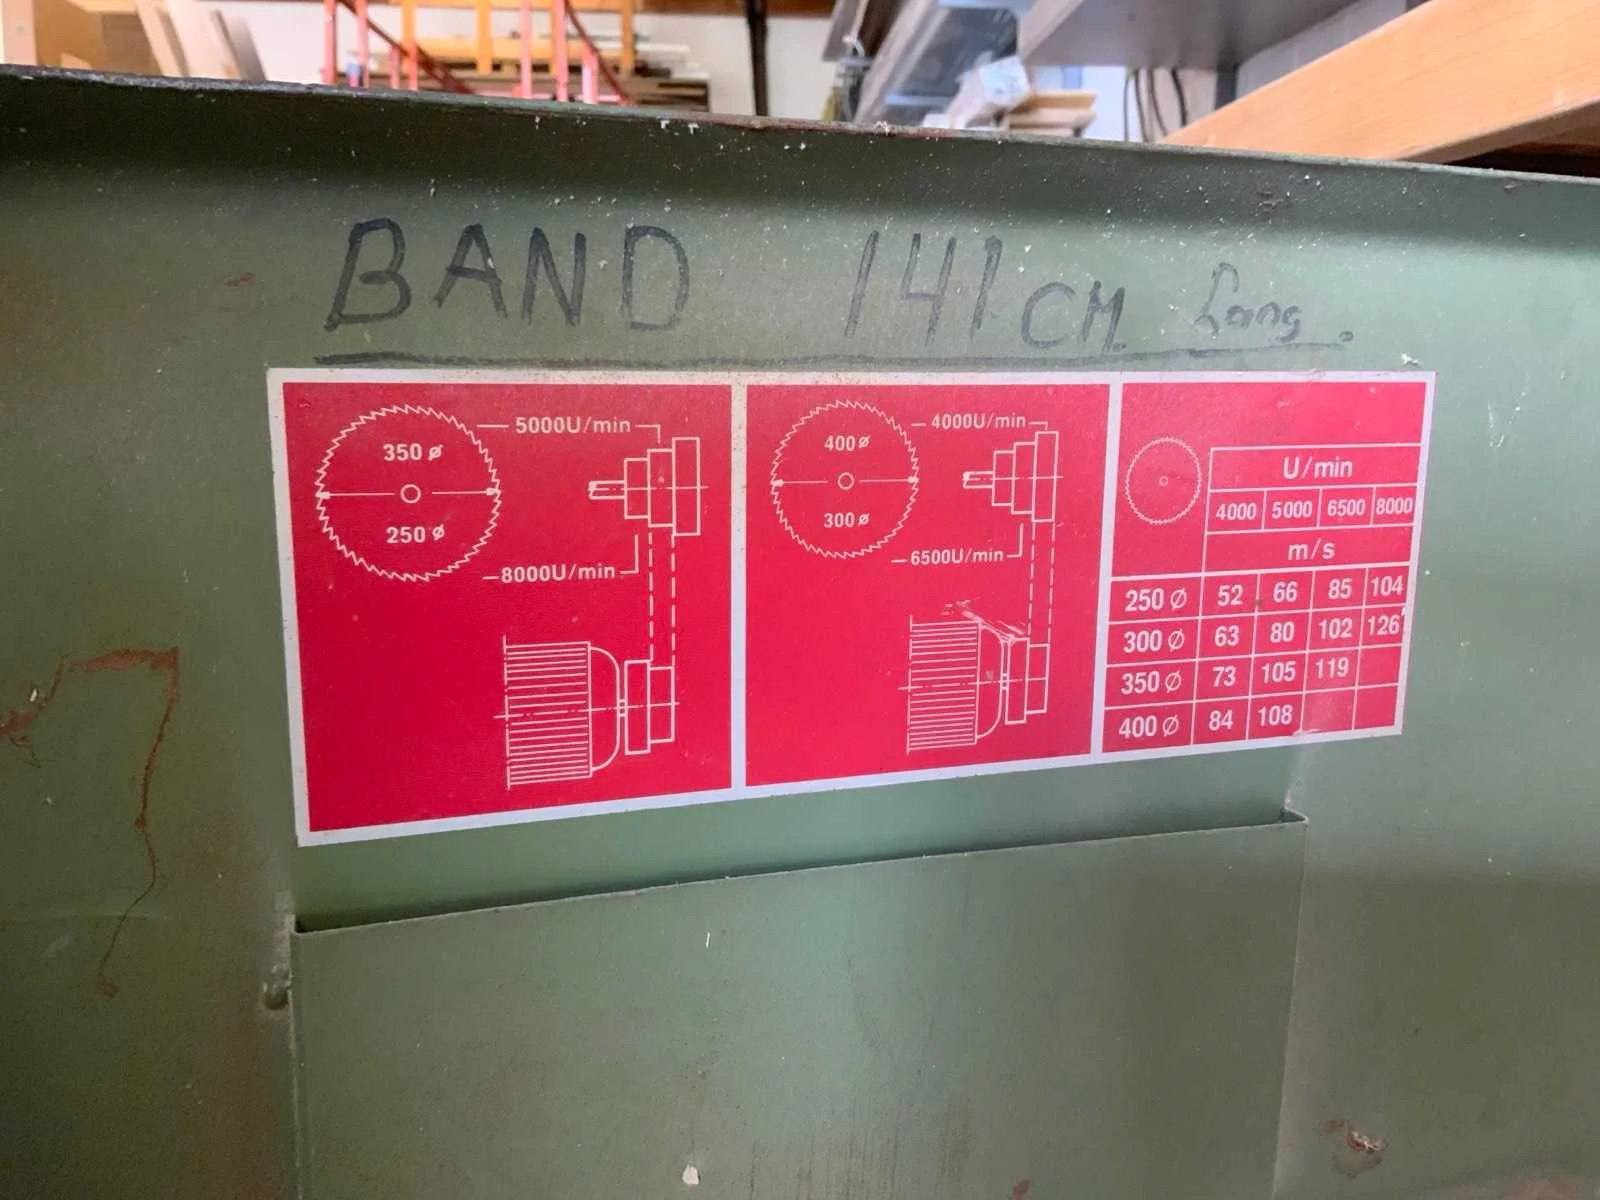 BAND 141 CM Lang.
350 ø
250 ø
5000U/min
8000U/min
400 ø
300 ø
4000U/min
6500U/min
U/min
4000 5000 6500 8000
m/s
250 ø 52 66 85 104
300 ø 63 80 102 126
350 ø 73 105 119
400 ø 84 108